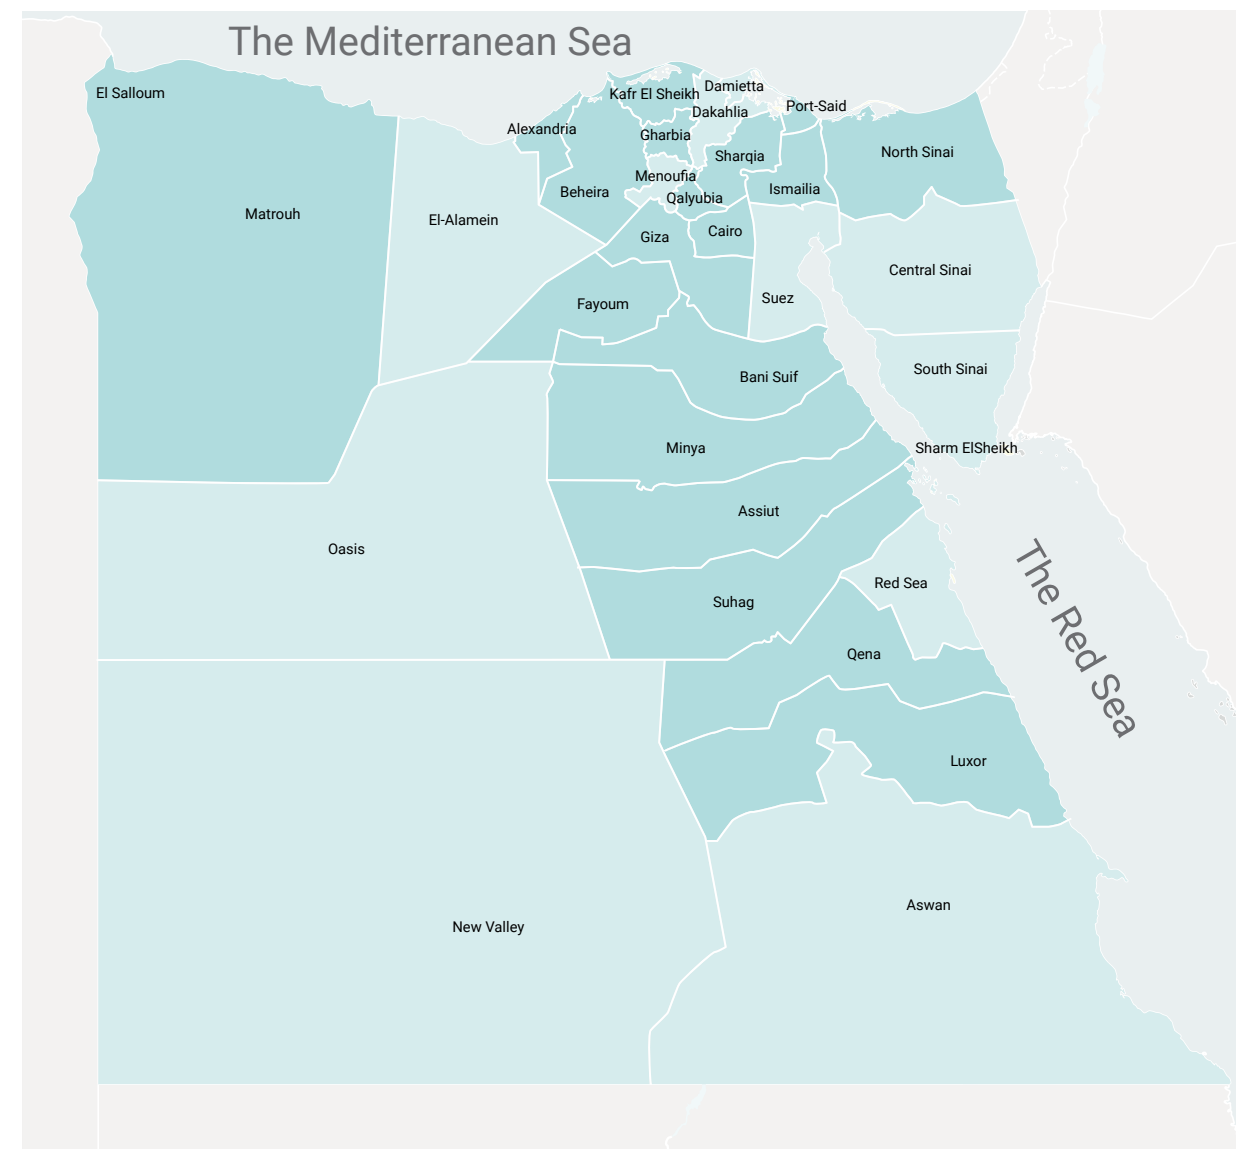 The Mediterranean Sea
El Salloum
Kafr El Sheikh
Damietta
Port-Said
Dakahlia
Alexandria
Gharbia
Sharqia
North Sinai
Menoufia
Beheira
Qalyubia
Ismailia
Matrouh
El-Alamein
Giza
Cairo
Central Sinai
Fayoum
Suez
South Sinai
Bani Suif
Minya
Sharm ElSheikh
Assiut
Oasis
Red Sea
Suhag
The Red Sea
Qena
Luxor
Aswan
New Valley